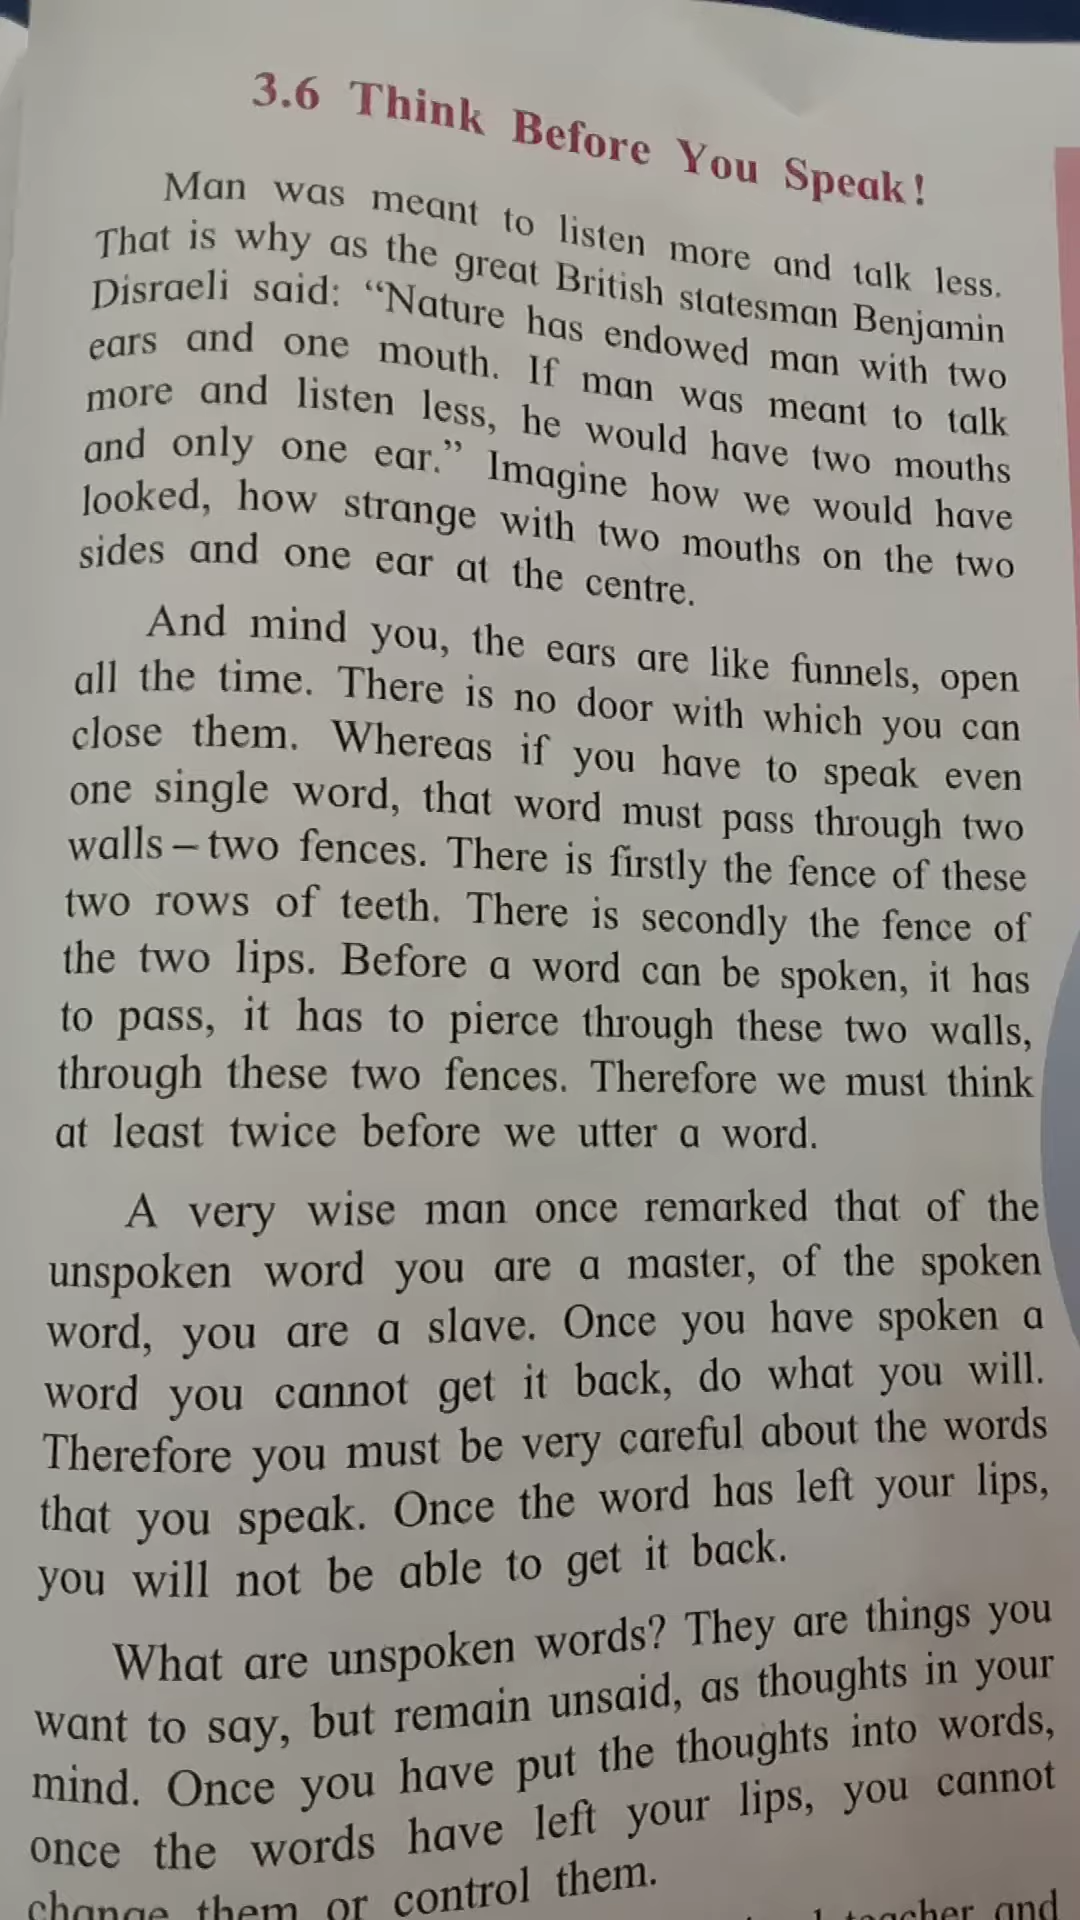 3.6 Think Before You Speak!
Man was meant to listen more and talk less.
That is why as the great British statesman Benjamin
Disraeli said: “Nature has endowed man with two
ears and one mouth. If man was meant to talk
more and listen less, he would have two mouths
and only one ear.” Imagine how we would have
looked, how strange with two mouths on the two
sides and one ear at the centre.
And mind you, the ears are like funnels, open
all the time. There is no door with which you can
close them. Whereas if you have to speak even
one single word, that word must pass through two
walls – two fences. There is firstly the fence of these
two rows of teeth. There is secondly the fence of
the two lips. Before a word can be spoken, it has
to pass, it has to pierce through these two walls,
through these two fences. Therefore we must think
at least twice before we utter a word.
A very wise man once remarked that of the
unspoken word you are a master, of the spoken
word, you are a slave. Once you have spoken a
word you cannot get it back, do what you will.
Therefore you must be very careful about the words
that you speak. Once the word has left your lips,
you will not be able to get it back.
What are unspoken words? They are things you
want to say, but remain unsaid, as thoughts in your
mind. Once you have put the thoughts into words,
once the words have left your lips, you cannot
change them or control them.
teacher and